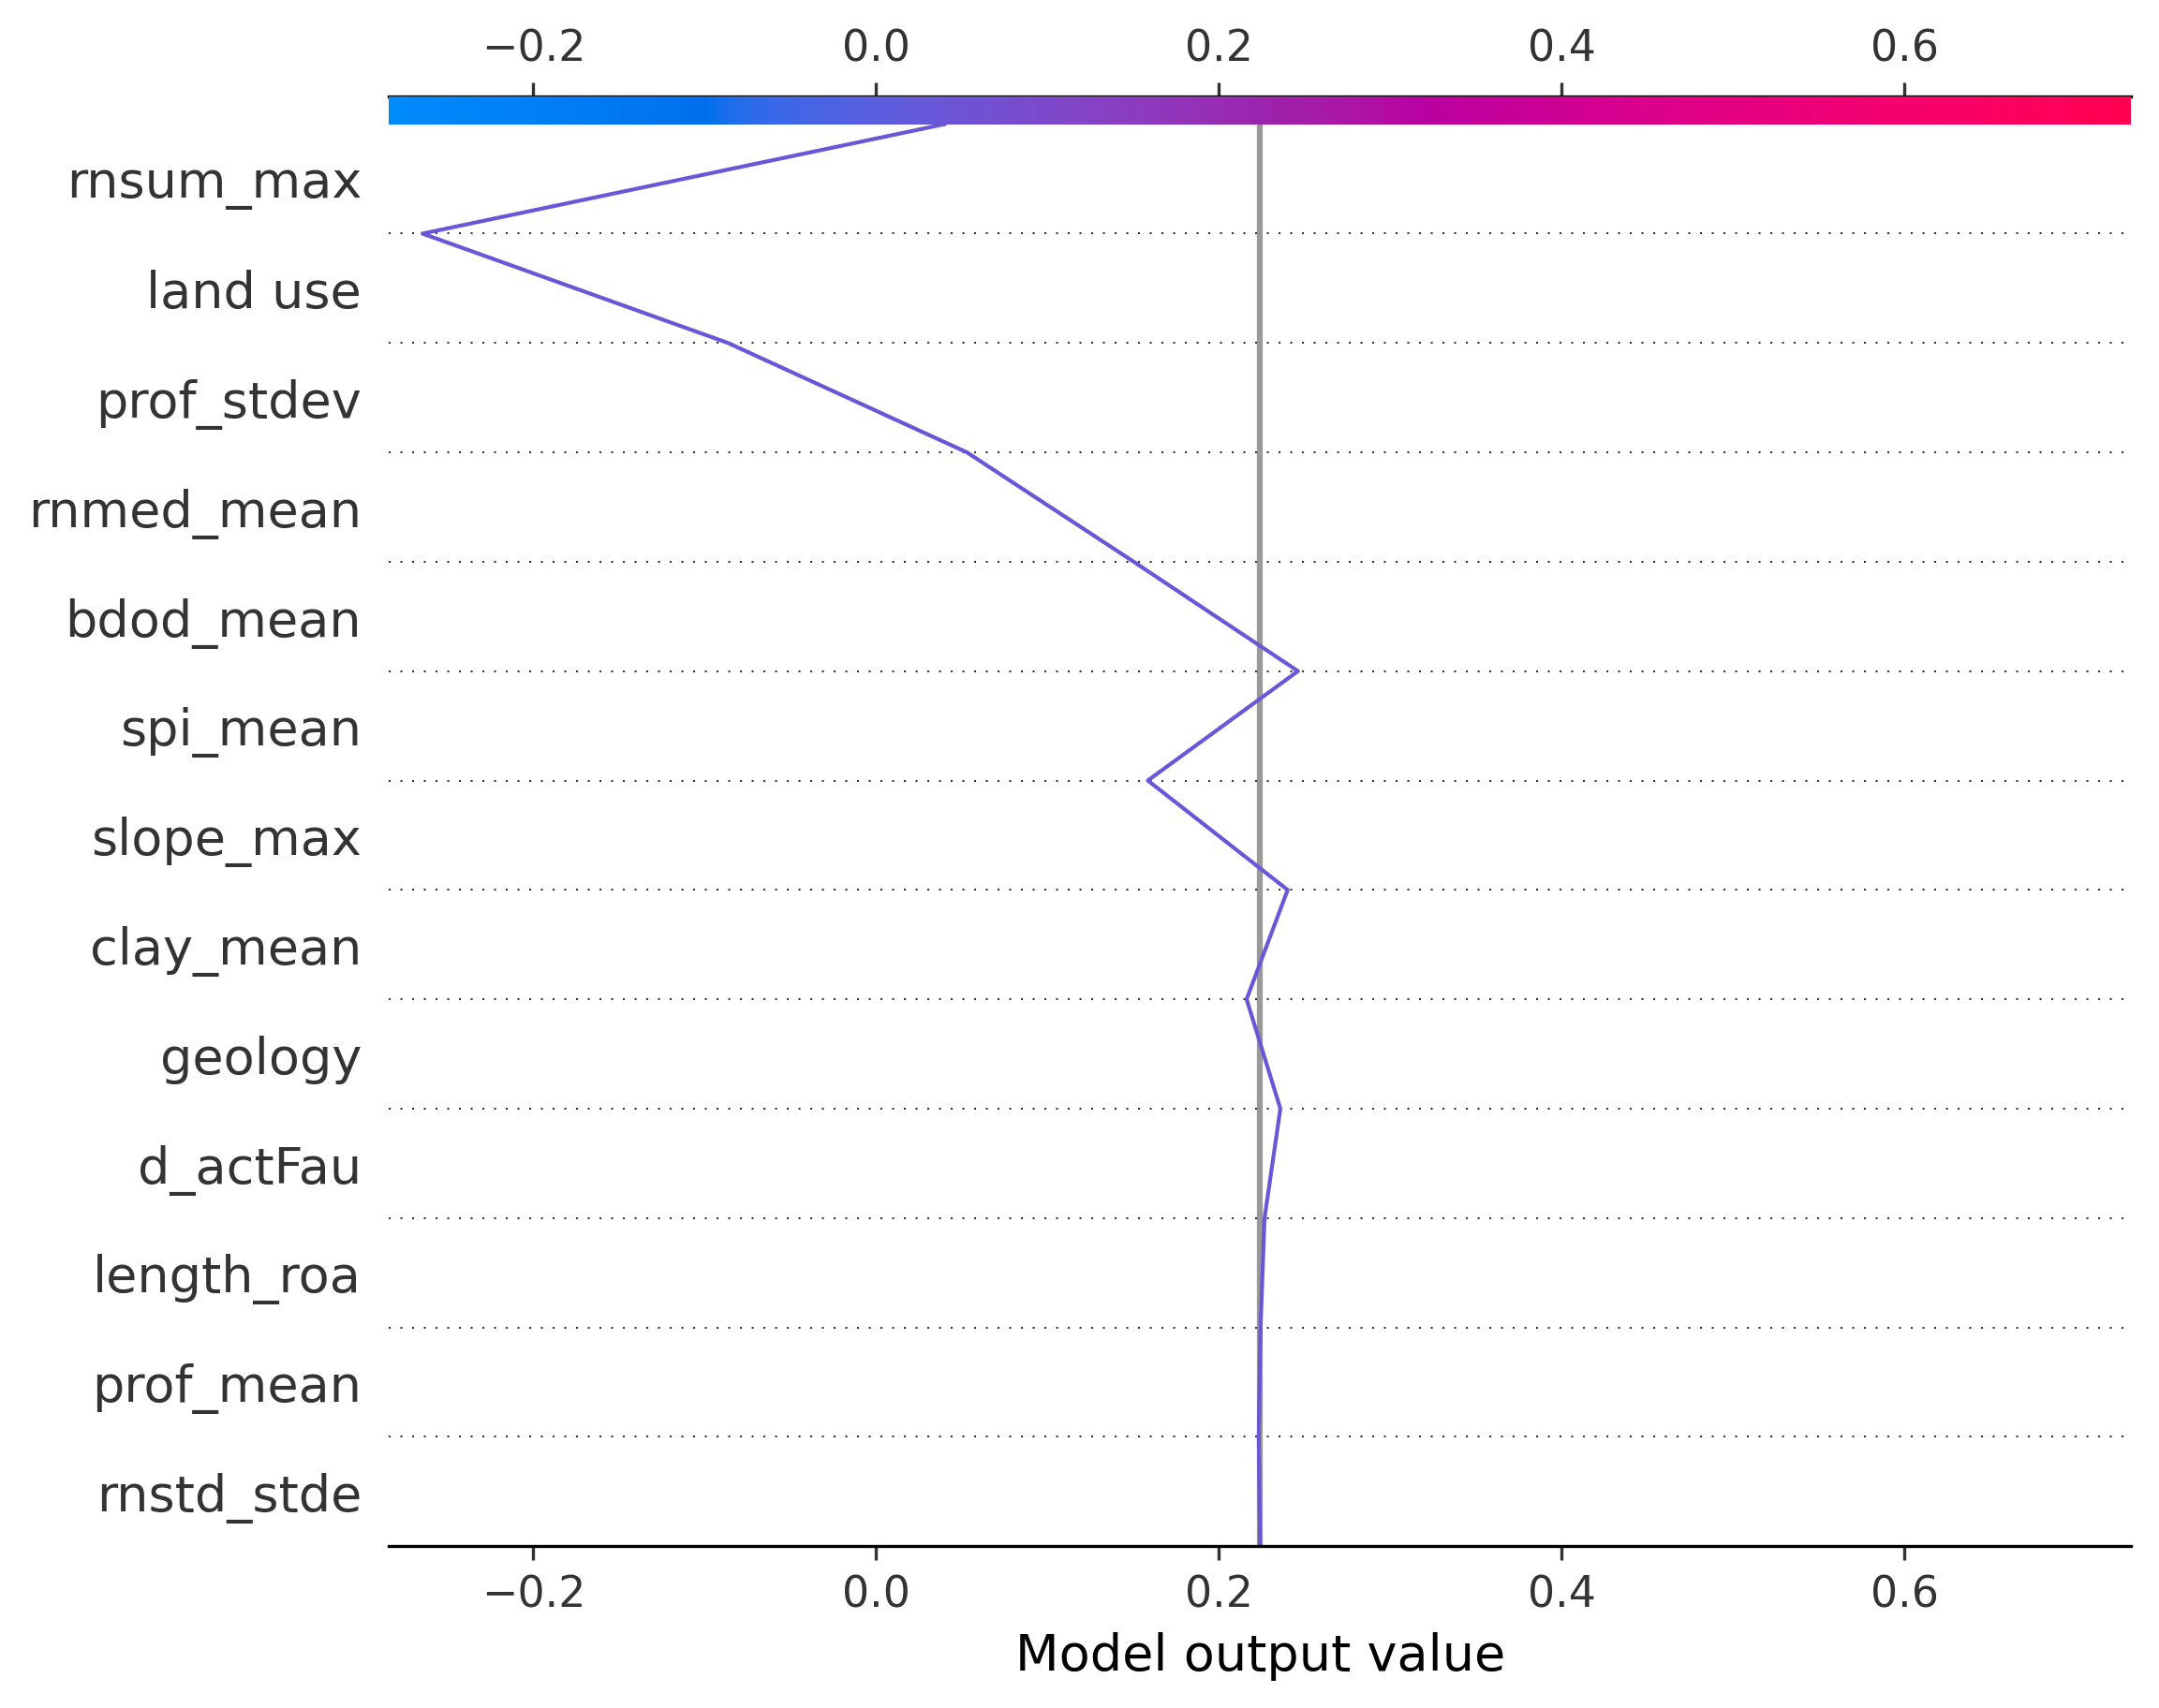 −0.2 0.0 0.2 0.4 0.6
rnsum_max
land use
prof_stdev
rnmed_mean
bdod_mean
spi_mean
slope_max
clay_mean
geology
d_actFau
length_roa
prof_mean
rnstd_stde
−0.2 0.0 0.2 0.4 0.6
Model output value